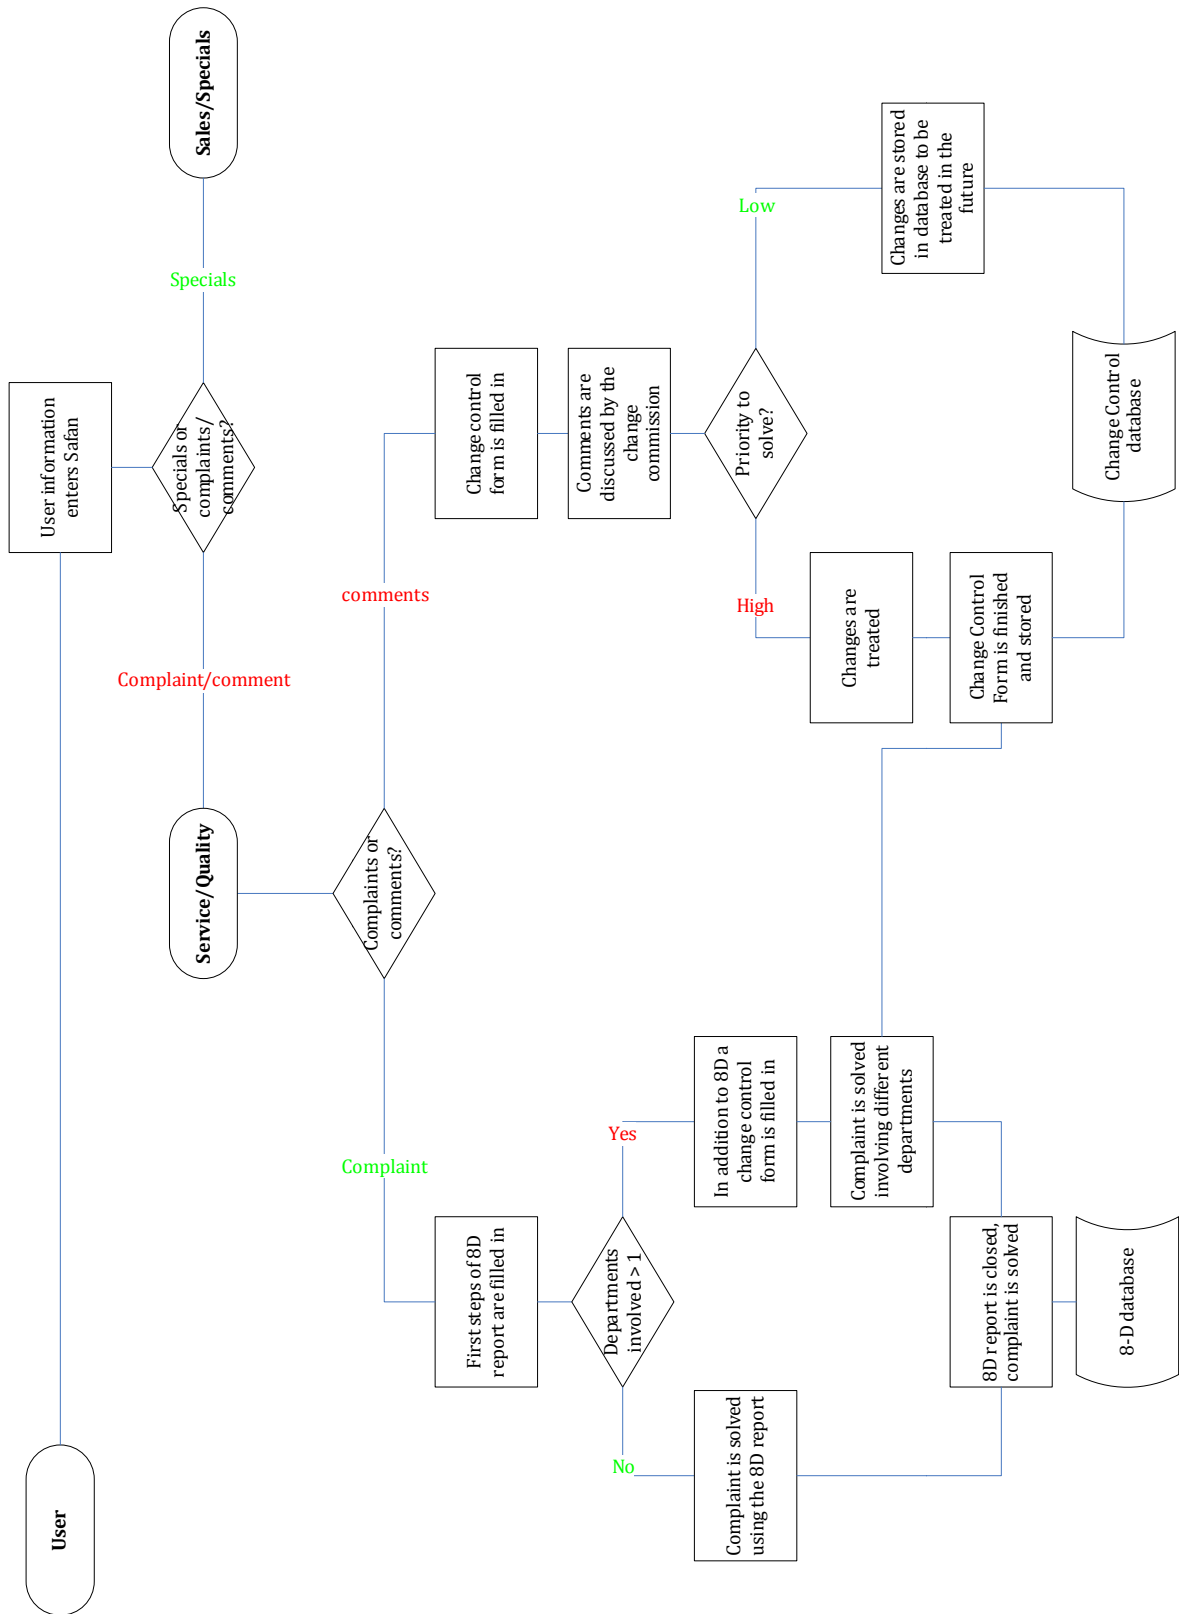 User
User information
enters Safan
Specials or
complaints/
comments?
Specials
Sales/Specials
Complaint/comment
Service/Quality
Complaints or
comments?
Complaint
comments
First steps of 8D
report are filled in
Departments
involved > 1
No
Yes
Complaint is solved
using the 8D report
In addition to 8D a
change control
form is filled in
Complaint is solved
involving different
departments
8D report is closed,
complaint is solved
8-D database
Change control
form is filled in
Comments are
discussed by the
change
commission
Priority to
solve?
High
Low
Changes are
treated
Change Control
Form is finished
and stored
Changes are stored
in database to be
treated in the
future
Change Control
database